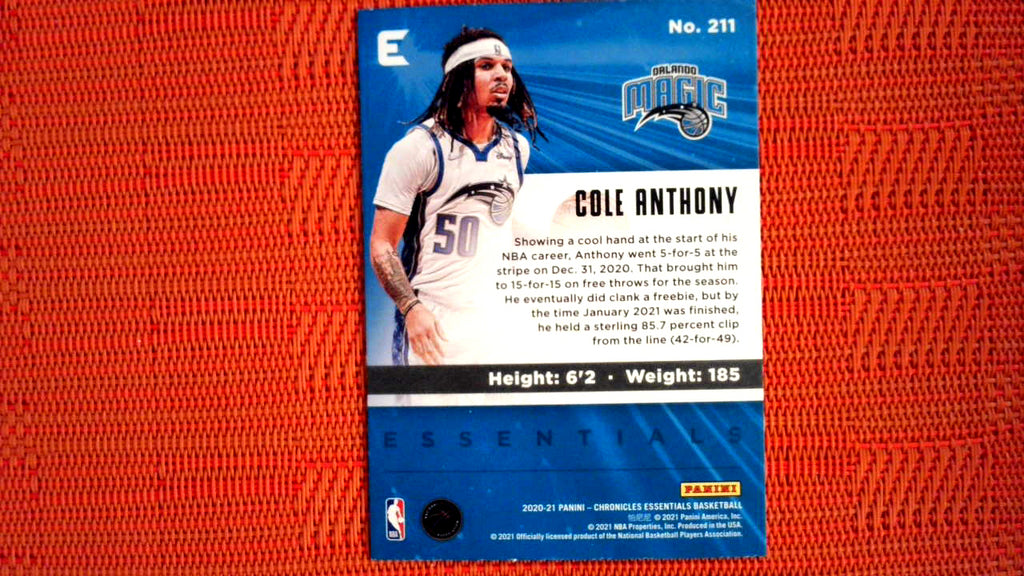 E
No. 211
ORLANDO
MAGIC
COLE ANTHONY
50
Showing a cool hand at the start of his
NBA career, Anthony went 5-for-5 at the
stripe on Dec. 31, 2020. That brought him
to 15-for-15 on free throws for the season.
He eventually did clank a freebie, but by
the time January 2021 was finished,
he held a sterling 85.7 percent clip
from the line (42-for-49).
Height: 6'2 · Weight: 185
ESSENTIALS
PANINI
2020-21 PANINI – CHRONICLES ESSENTIALS BASKETBALL
帕尼尼 © 2021 Panini America, Inc.
© 2021 NBA Properties, Inc. Produced in the USA.
© 2021 Officially licensed product of the National Basketball Players Association.
NBA